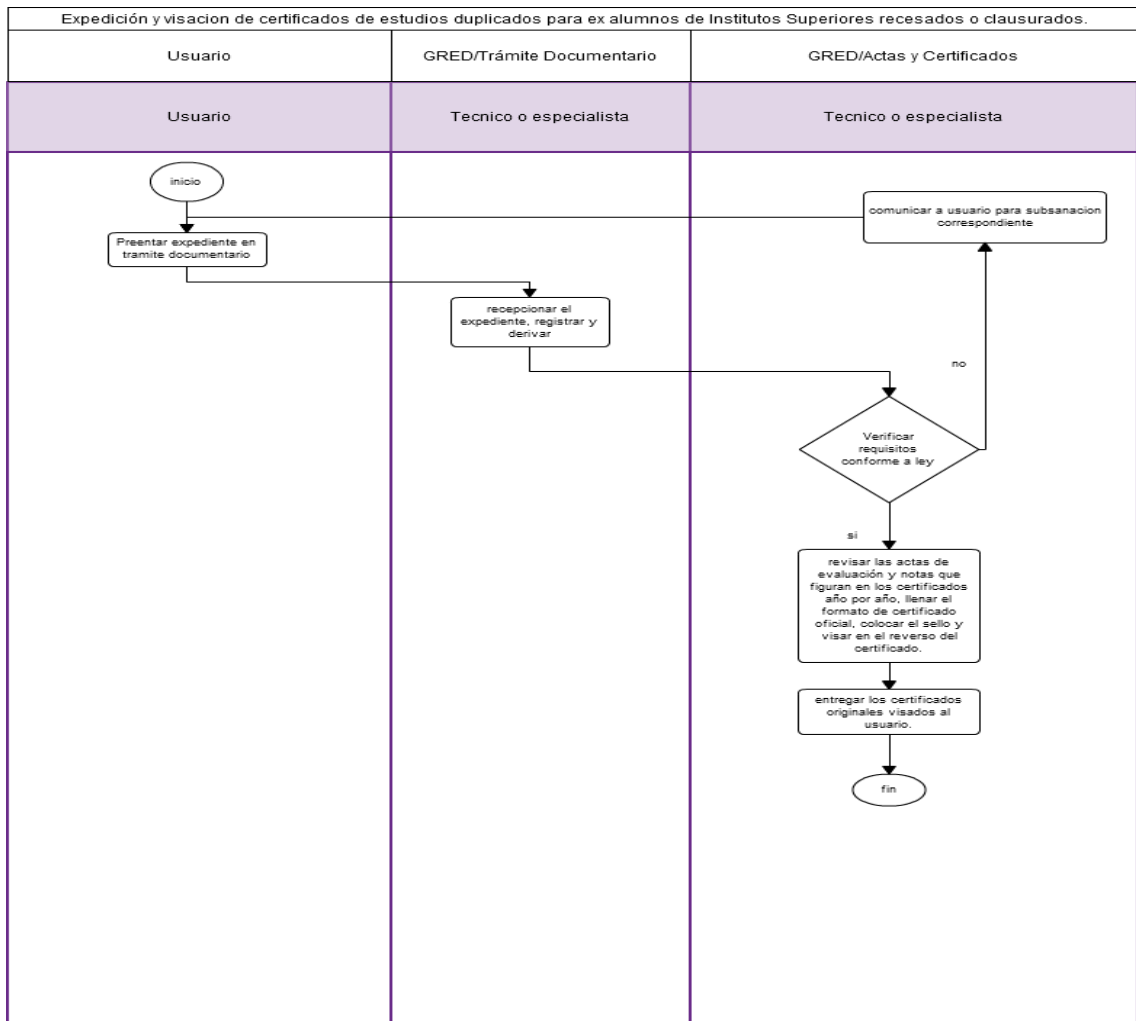 Expedición y visacion de certificados de estudios duplicados para ex alumnos de Institutos Superiores recesados o clausurados.
Usuario
GRED/Trámite Documentario
GRED/Actas y Certificados
Usuario
Tecnico o especialista
Tecnico o especialista
inicio
comunicar a usuario para subsanacion
correspondiente
Preentar expediente en
tramite documentario
recepcionar el
expediente, registrar y
derivar
no
Verificar
requisitos
conforme a ley
si
revisar las actas de
evaluación y notas que
figuran en los certificados
año por año, llenar el
formato de certificado
oficial, colocar el sello y
visar en el reverso del
certificado.
entregar los certificados
originales visados al
usuario.
fin